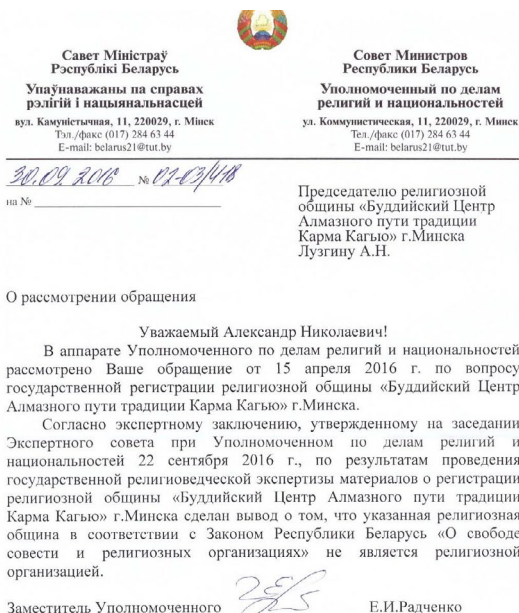 Савет Міністраў
Рэспублікі Беларусь
Упаўнаважаны па справах
рэлігій і нацыянальнасцей
вул. Камуністычная, 11, 220029, г. Мінск
Тэл./факс (017) 284 63 44
E-mail: belarus21@tut.by
Совет Министров
Республики Беларусь
Уполномоченный по делам
религий и национальностей
ул. Коммунистическая, 11, 220029, г. Минск
Тел./факс (017) 284 63 44
E-mail: belarus21@tut.by
30.09.2016 № 02-03/418
на №
Председателю религиозной
общины «Буддийский Центр
Алмазного пути традиции
Карма Кагью» г.Минска
Лузгину А.Н.
О рассмотрении обращения
Уважаемый Александр Николаевич!
В аппарате Уполномоченного по делам религий и национальностей
рассмотрено Ваше обращение от 15 апреля 2016 г. по вопросу
государственной регистрации религиозной общины «Буддийский Центр
Алмазного пути традиции Карма Кагью» г.Минска.
Согласно экспертному заключению, утвержденному на заседании
Экспертного совета при Уполномоченном по делам религий и
национальностей 22 сентября 2016 г., по результатам проведения
государственной религиоведческой экспертизы материалов о регистрации
религиозной общины «Буддийский Центр Алмазного пути традиции
Карма Кагью» г.Минска сделан вывод о том, что указанная религиозная
община в соответствии с Законом Республики Беларусь «О свободе
совести и религиозных организациях» не является религиозной
организацией.
Заместитель Уполномоченного Е.И.Радченко